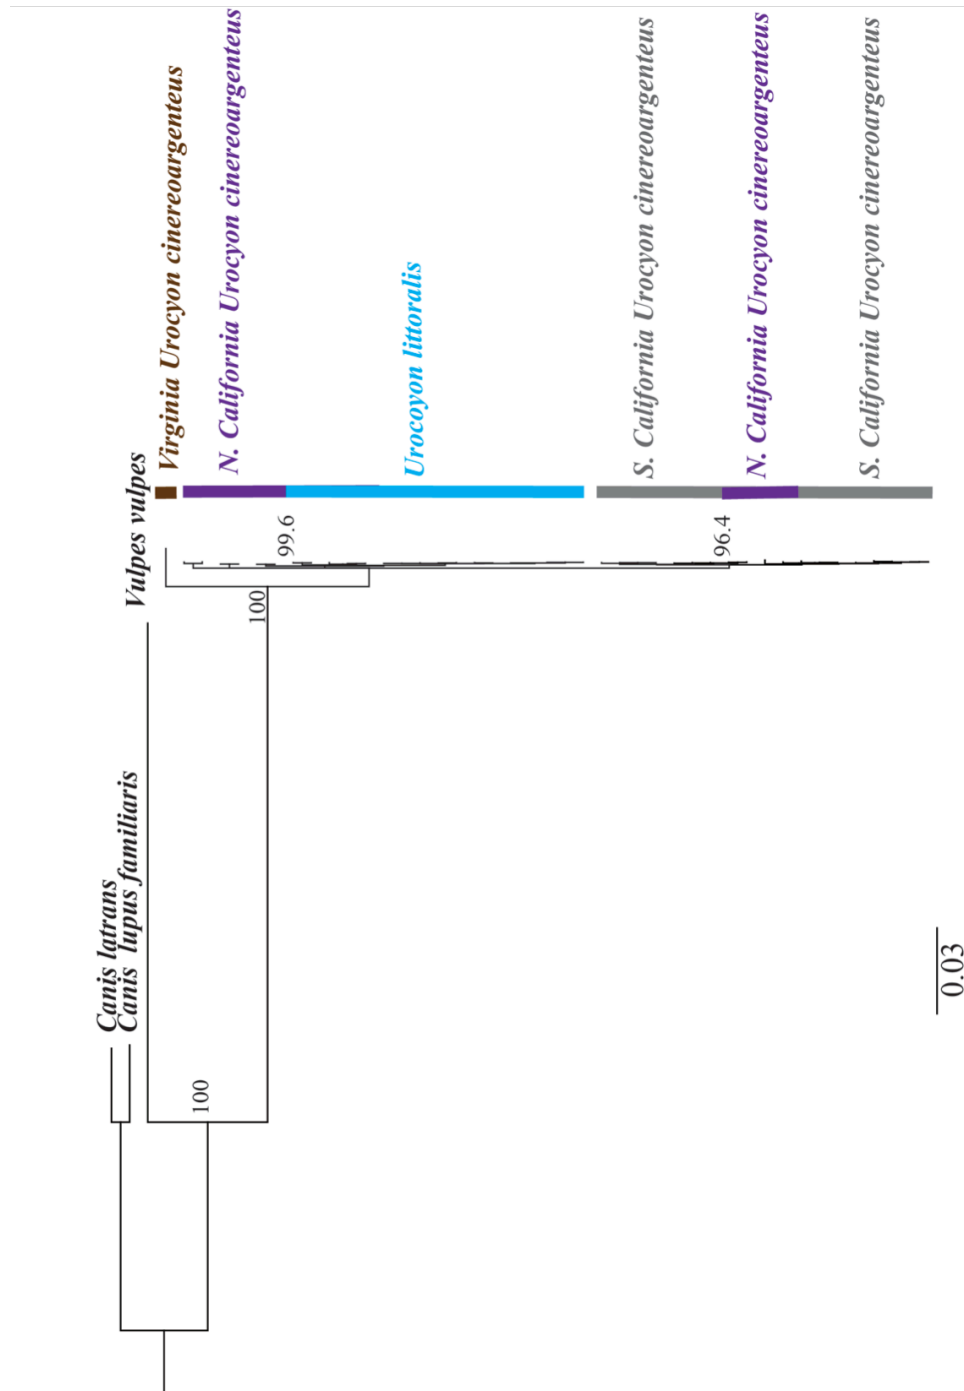 Canis latrans
Canis lupus familiaris
Vulpes vulpes
Virginia Urocyon cinereoargenteus
N. California Urocyon cinereoargenteus
Urocoyon littoralis
S. California Urocyon cinereoargenteus
N. California Urocyon cinereoargenteus
S. California Urocyon cinereoargenteus
100
100
99.6
96.4
0.03